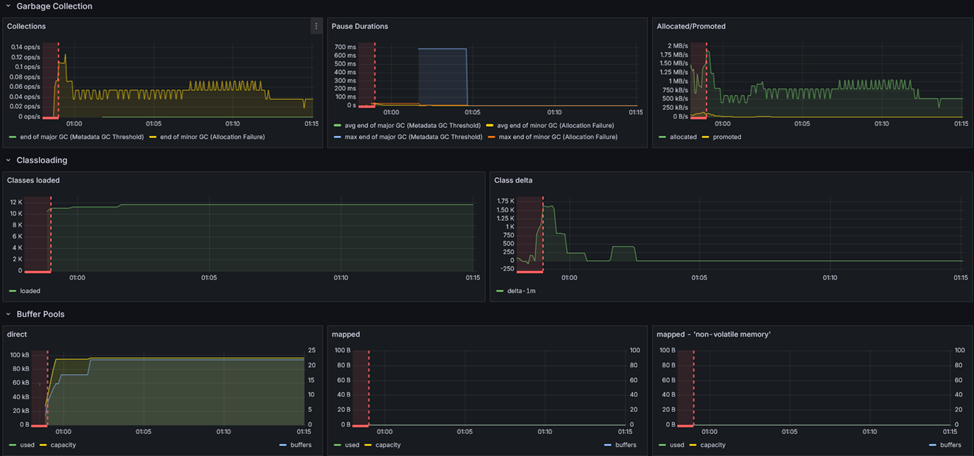 Garbage Collection
Collections
0.14 ops/s
0.12 ops/s
0.1 ops/s
0.08 ops/s
0.06 ops/s
0.04 ops/s
0.02 ops/s
0 ops/s
01:00 01:05 01:10 01:15
end of major GC (Metadata GC Threshold) end of minor GC (Allocation Failure)
Pause Durations
700 ms
600 ms
500 ms
400 ms
300 ms
200 ms
100 ms
0 s
01:00 01:05 01:10 01:15
avg end of major GC (Metadata GC Threshold) avg end of minor GC (Allocation Failure)
max end of major GC (Metadata GC Threshold) max end of minor GC (Allocation Failure)
Allocated/Promoted
2 MB/s
1.75 MB/s
1.50 MB/s
1.25 MB/s
1 MB/s
750 kB/s
500 kB/s
250 kB/s
0 B/s
01:00 01:05 01:10 01:15
allocated promoted
Classloading
Classes loaded
12 K
10 K
8 K
6 K
4 K
2 K
0
01:00 01:05 01:10 01:15
loaded
Class delta
1.75 K
1.50 K
1.25 K
1 K
750
500
250
0
-250
01:00 01:05 01:10 01:15
delta-1m
Buffer Pools
direct
100 kB 25
80 kB 20
60 kB 15
40 kB 10
20 kB 5
0 B 0
01:00 01:05 01:10 01:15
used capacity buffers
mapped
100 B 100
80 B 80
60 B 60
40 B 40
20 B 20
0 B 0
01:00 01:05 01:10 01:15
used capacity buffers
mapped - 'non-volatile memory'
100 B 100
80 B 80
60 B 60
40 B 40
20 B 20
0 B 0
01:00 01:05 01:10 01:15
used capacity buffers